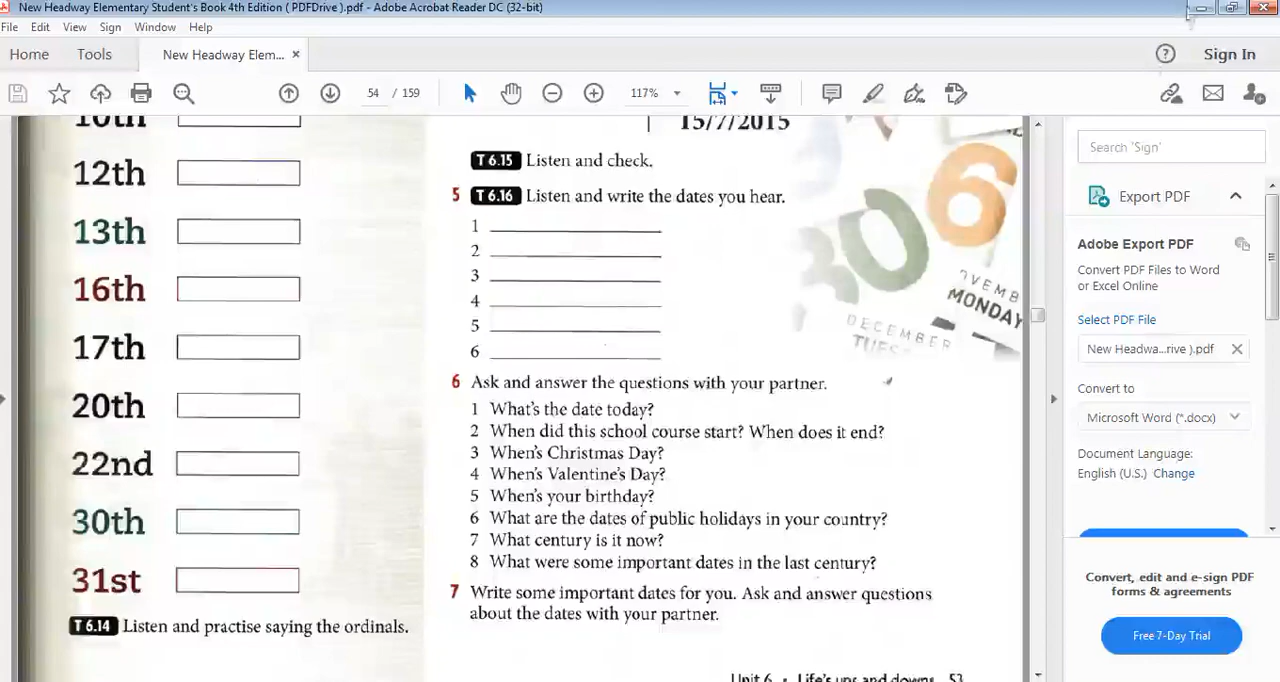 New Headway Elementary Student's Book 4th Edition ( PDFDrive ).pdf - Adobe Acrobat Reader DC (32-bit)
File Edit View Sign Window Help
Home Tools New Headway Elem... × Sign In
54 / 159 117%
10th
12th
13th
16th
17th
20th
22nd
30th
31st
T 6.14 Listen and practise saying the ordinals.
15/7/2015
T 6.15 Listen and check.
5 T 6.16 Listen and write the dates you hear.
1
2
3
4
5
6
30
6
VEMB
MONDAY
DECEMBER
TUES
6 Ask and answer the questions with your partner.
1 What's the date today?
2 When did this school course start? When does it end?
3 When's Christmas Day?
4 When's Valentine's Day?
5 When's your birthday?
6 What are the dates of public holidays in your country?
7 What century is it now?
8 What were some important dates in the last century?
7 Write some important dates for you. Ask and answer questions
about the dates with your partner.
Unit 6 • Life's ups and downs 53
Search 'Sign'
Export PDF
Adobe Export PDF
Convert PDF Files to Word
or Excel Online
Select PDF File
New Headwa...rive ).pdf ×
Convert to
Microsoft Word (*.docx)
Document Language:
English (U.S.) Change
Convert, edit and e-sign PDF
forms & agreements
Free 7-Day Trial